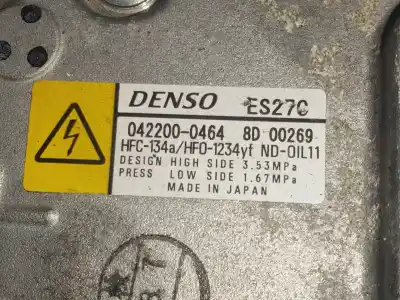 DENSO ES27C
042200-0464 8D 00269
HFC-134a/HFO-1234yf ND-OIL11
DESIGN HIGH SIDE 3.53MPa
PRESS LOW SIDE 1.67MPa
MADE IN JAPAN